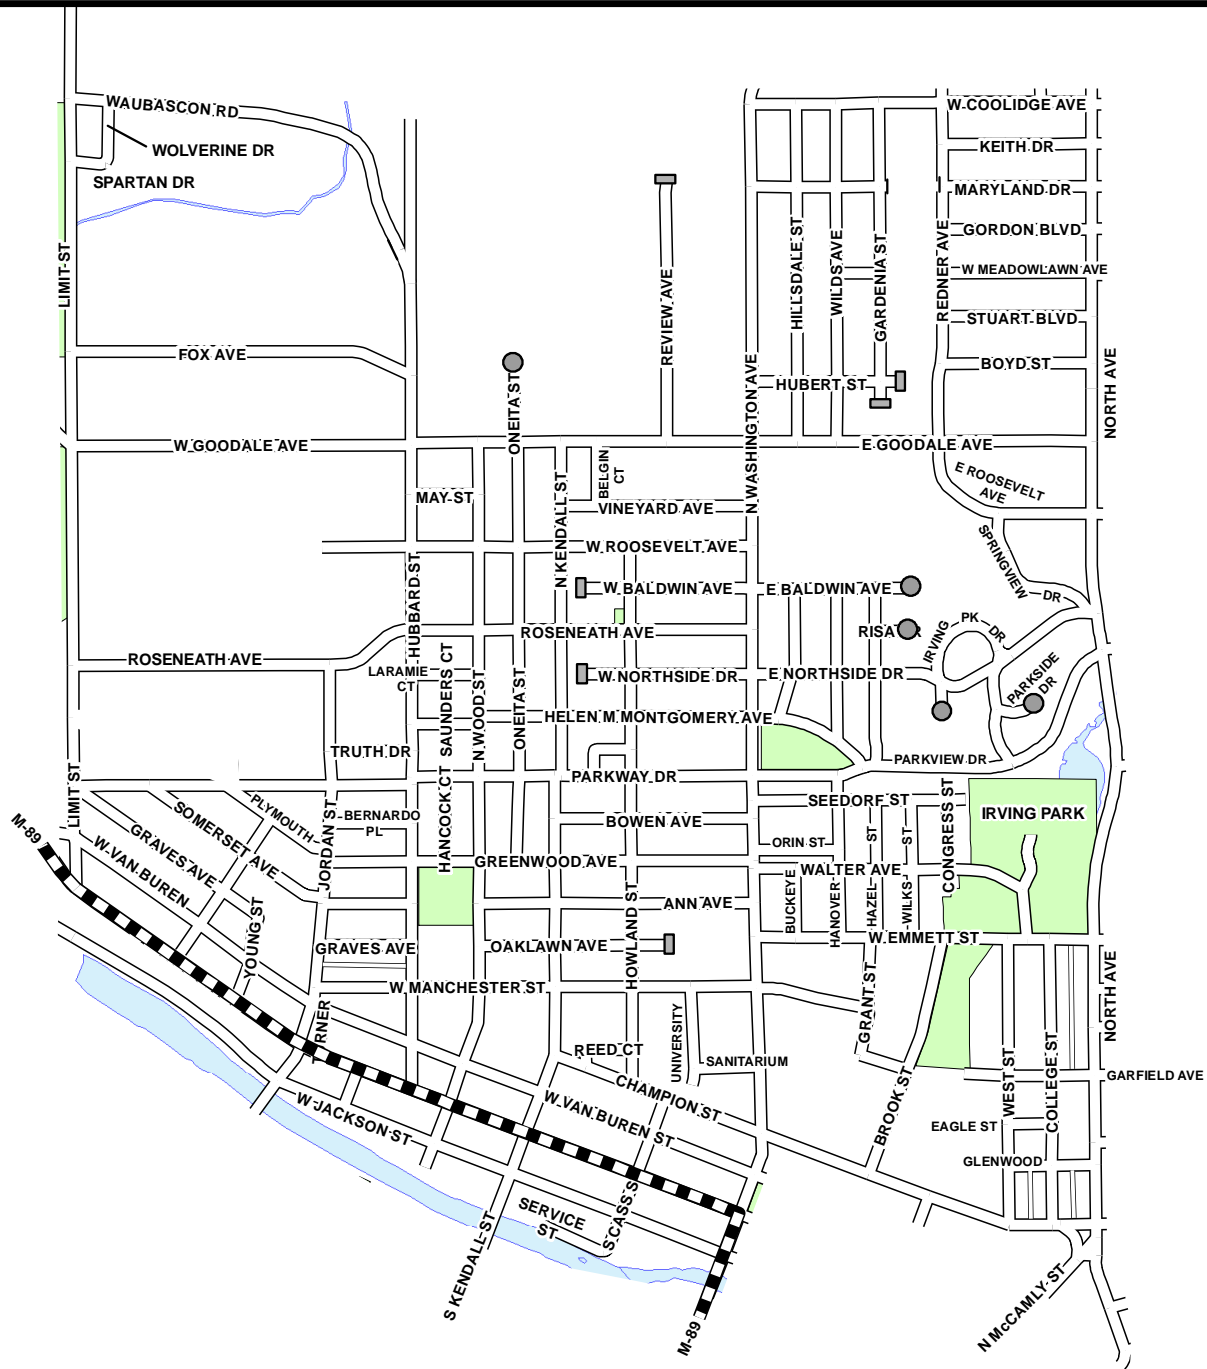 WAUBASCON RD
WOLVERINE DR
SPARTAN DR
LIMIT ST
FOX AVE
W GOODALE AVE
ONEITA ST
REVIEW AVE
N WASHINGTON AVE
HILLSDALE ST
WILDS AVE
GARDENIA ST
REDNER AVE
W COOLIDGE AVE
KEITH DR
MARYLAND DR
GORDON BLVD
W MEADOWLAWN AVE
STUART BLVD
BOYD ST
HUBERT ST
NORTH AVE
E GOODALE AVE
E ROOSEVELT
AVE
MAY ST
BELGIN
CT
N KENDALL ST
VINEYARD AVE
W ROOSEVELT AVE
SPRINGVIEW
DR
HUBBARD ST
W BALDWIN AVE
E BALDWIN AVE
ROSENEATH AVE
RISA
IRVING
PK
DR
ROSENEATH AVE
LARAMIE
CT
SAUNDERS CT
N WOOD ST
ONEITA ST
W NORTHSIDE DR
E NORTHSIDE DR
PARKSIDE
DR
HELEN M MONTGOMERY AVE
TRUTH DR
PARKVIEW DR
PARKWAY DR
LIMIT ST
M-89
SOMERSET AVE
PLYMOUTH
GRAVES AVE
W VAN BUREN
JORDAN ST
BERNARDO
PL
HANCOCK CT
SEEDORF ST
CONGRESS ST
IRVING PARK
BOWEN AVE
ORIN ST
ST
ST
GREENWOOD AVE
WALTER AVE
BUCKEYE
HANOVER
HAZEL
WILKS
YOUNG ST
HOWLAND ST
ANN AVE
GRAVES AVE
OAKLAWN AVE
W EMMETT ST
W MANCHESTER ST
GRANT ST
NORTH AVE
UNIVERSITY
REED CT
SANITARIUM
CHAMPION ST
W VAN BUREN ST
W JACKSON ST
BROOK ST
WEST ST
COLLEGE ST
GARFIELD AVE
EAGLE ST
GLENWOOD
SERVICE
ST
S KENDALL ST
N McCAMLY ST
M-89